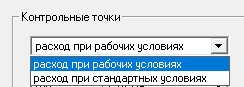 Контрольные точки
расход при рабочих условиях
расход при рабочих условиях
расход при стандартных условиях